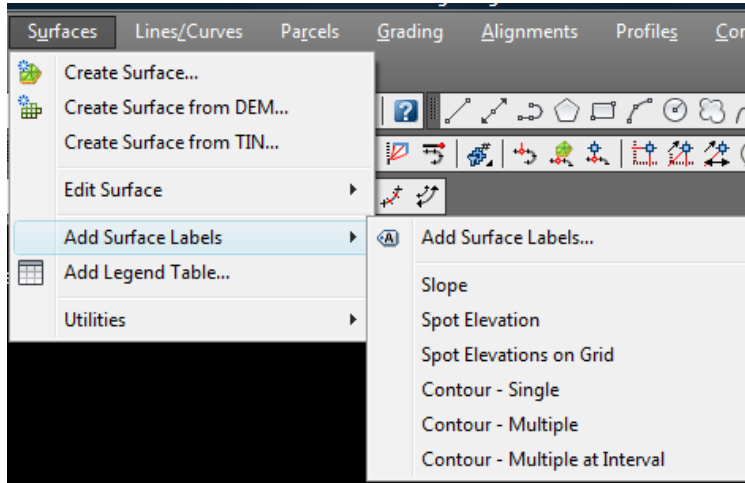 Surfaces Lines/Curves Parcels Grading Alignments Profiles
Create Surface...
Create Surface from DEM...
Create Surface from TIN...
Edit Surface
Add Surface Labels
Add Legend Table...
Utilities
Add Surface Labels...
Slope
Spot Elevation
Spot Elevations on Grid
Contour - Single
Contour - Multiple
Contour - Multiple at Interval